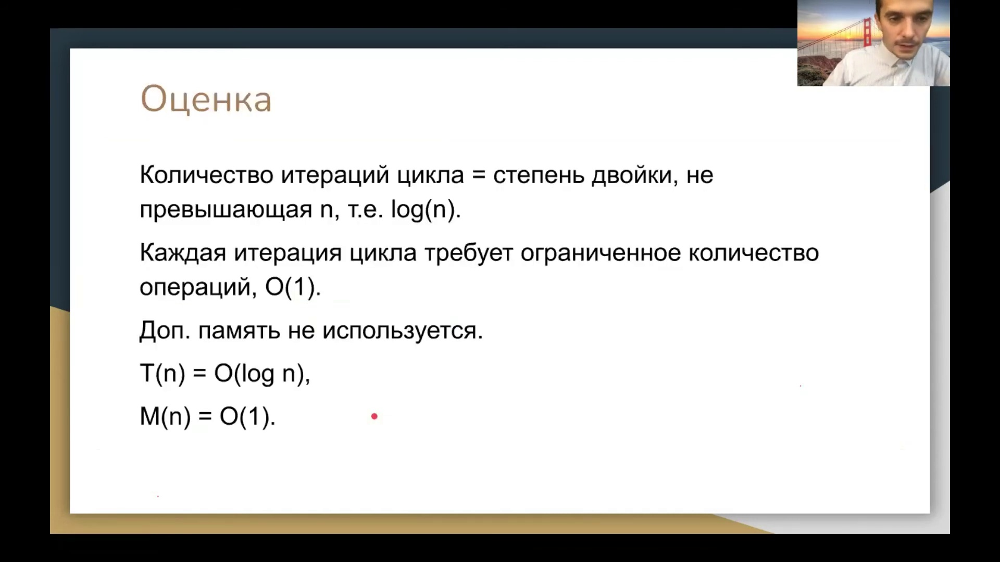 Оценка
Количество итераций цикла = степень двойки, не
превышающая n, т.е. log(n).
Каждая итерация цикла требует ограниченное количество
операций, O(1).
Доп. память не используется.
T(n) = O(log n),
M(n) = O(1).